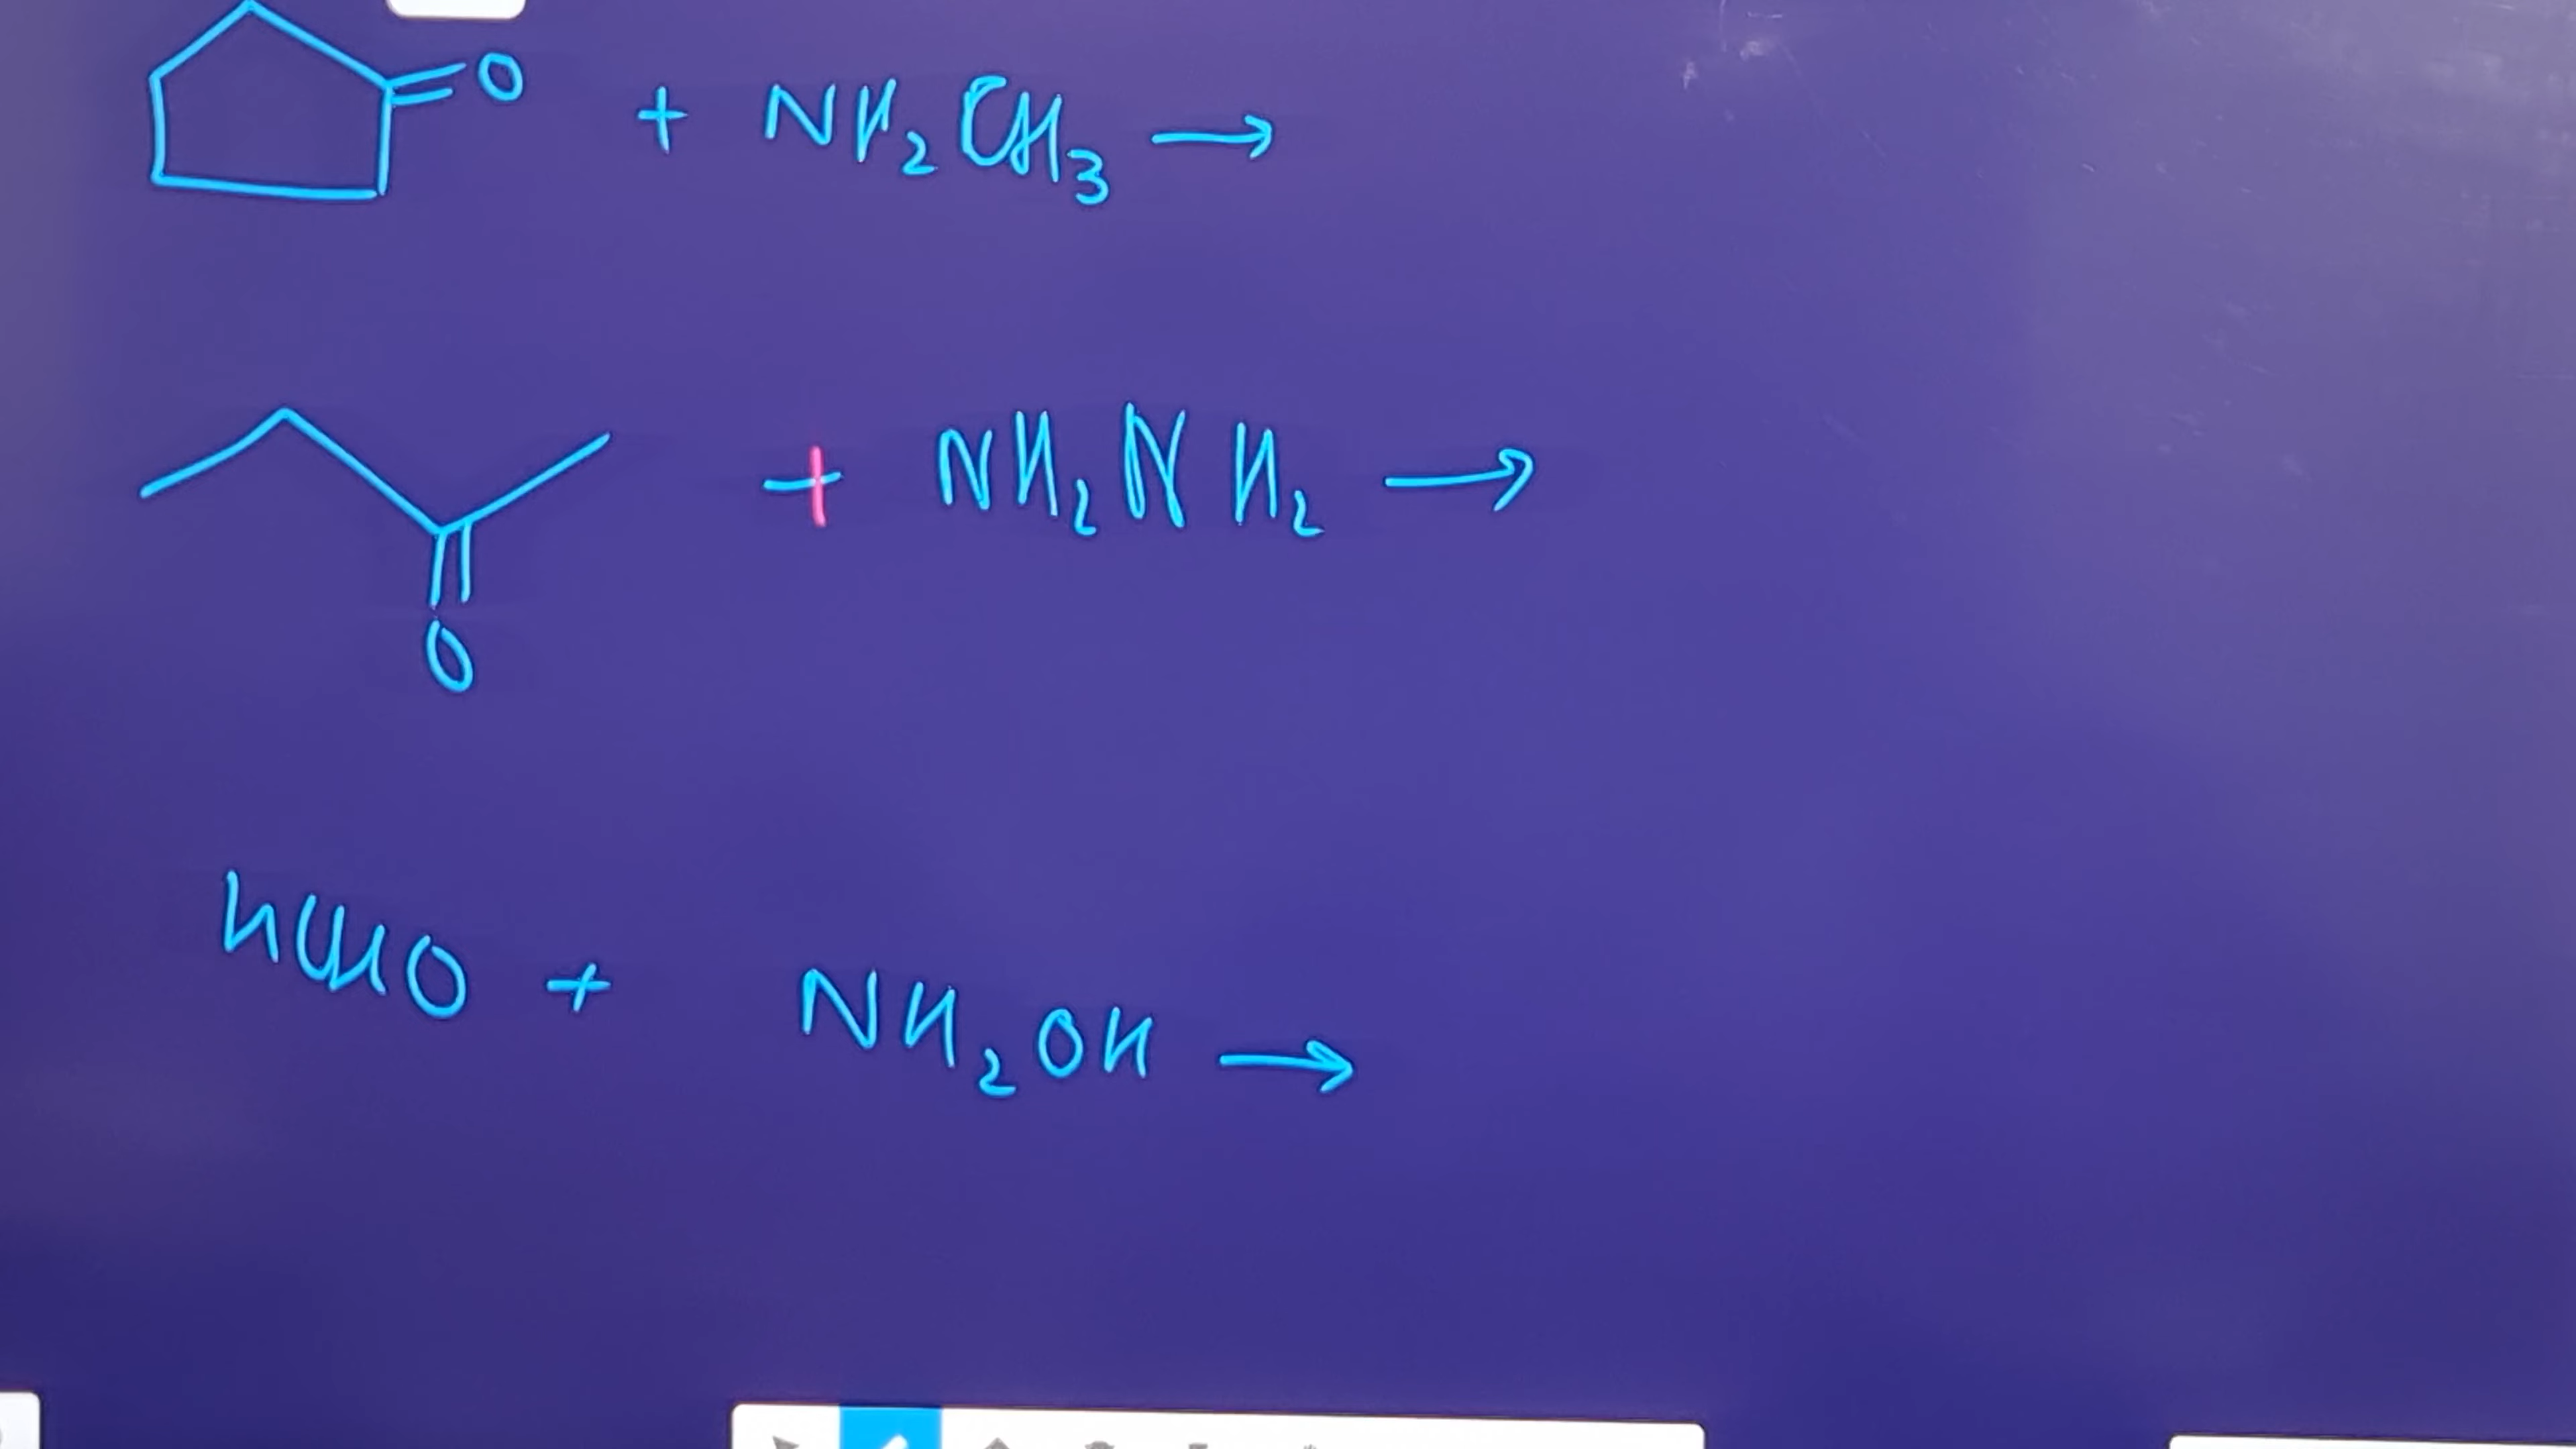 O + NH₂CH₃ →
+ NH₂NH₂ →
O
HCHO + NH₂OH →